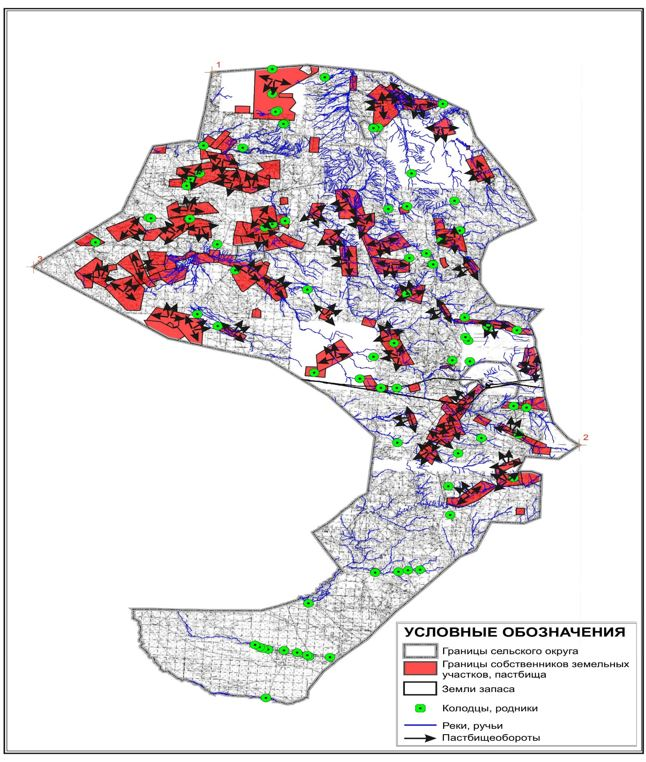 1
3
2
УСЛОВНЫЕ ОБОЗНАЧЕНИЯ
Границы сельского округа
Границы собственников земельных
участков, пастбища
Земли запаса
Колодцы, родники
Реки, ручьи
Пастбищеобороты